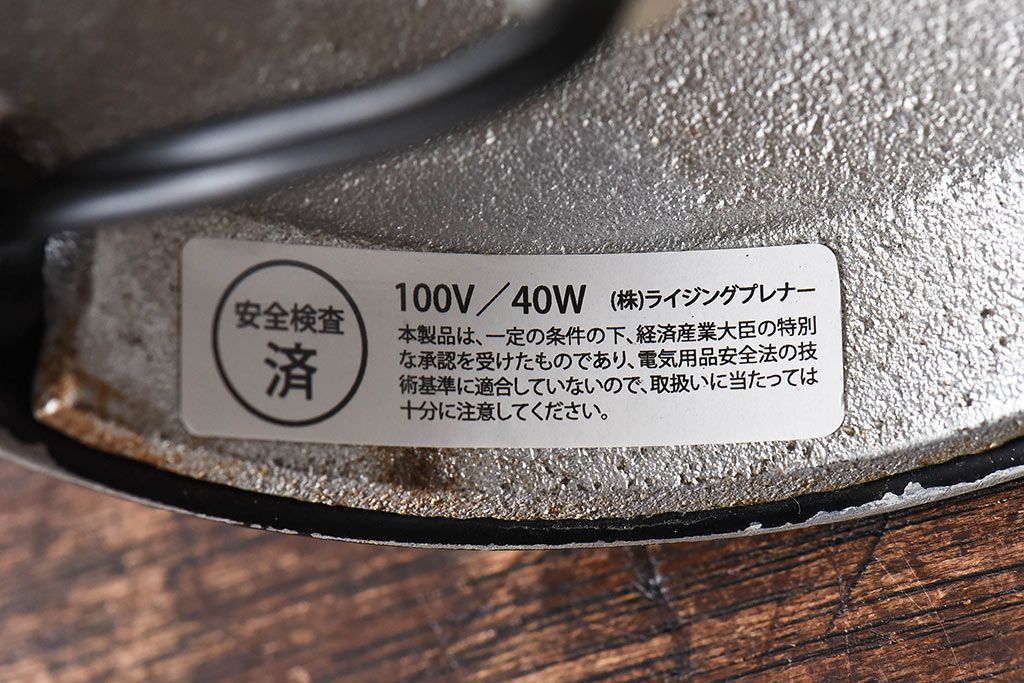 安全検査
済
100V／40W (株)ライジングプレナー
本製品は、一定の条件の下、経済産業大臣の特別
な承認を受けたものであり、電気用品安全法の技
術基準に適合していないので、取扱いに当たっては
十分に注意してください。